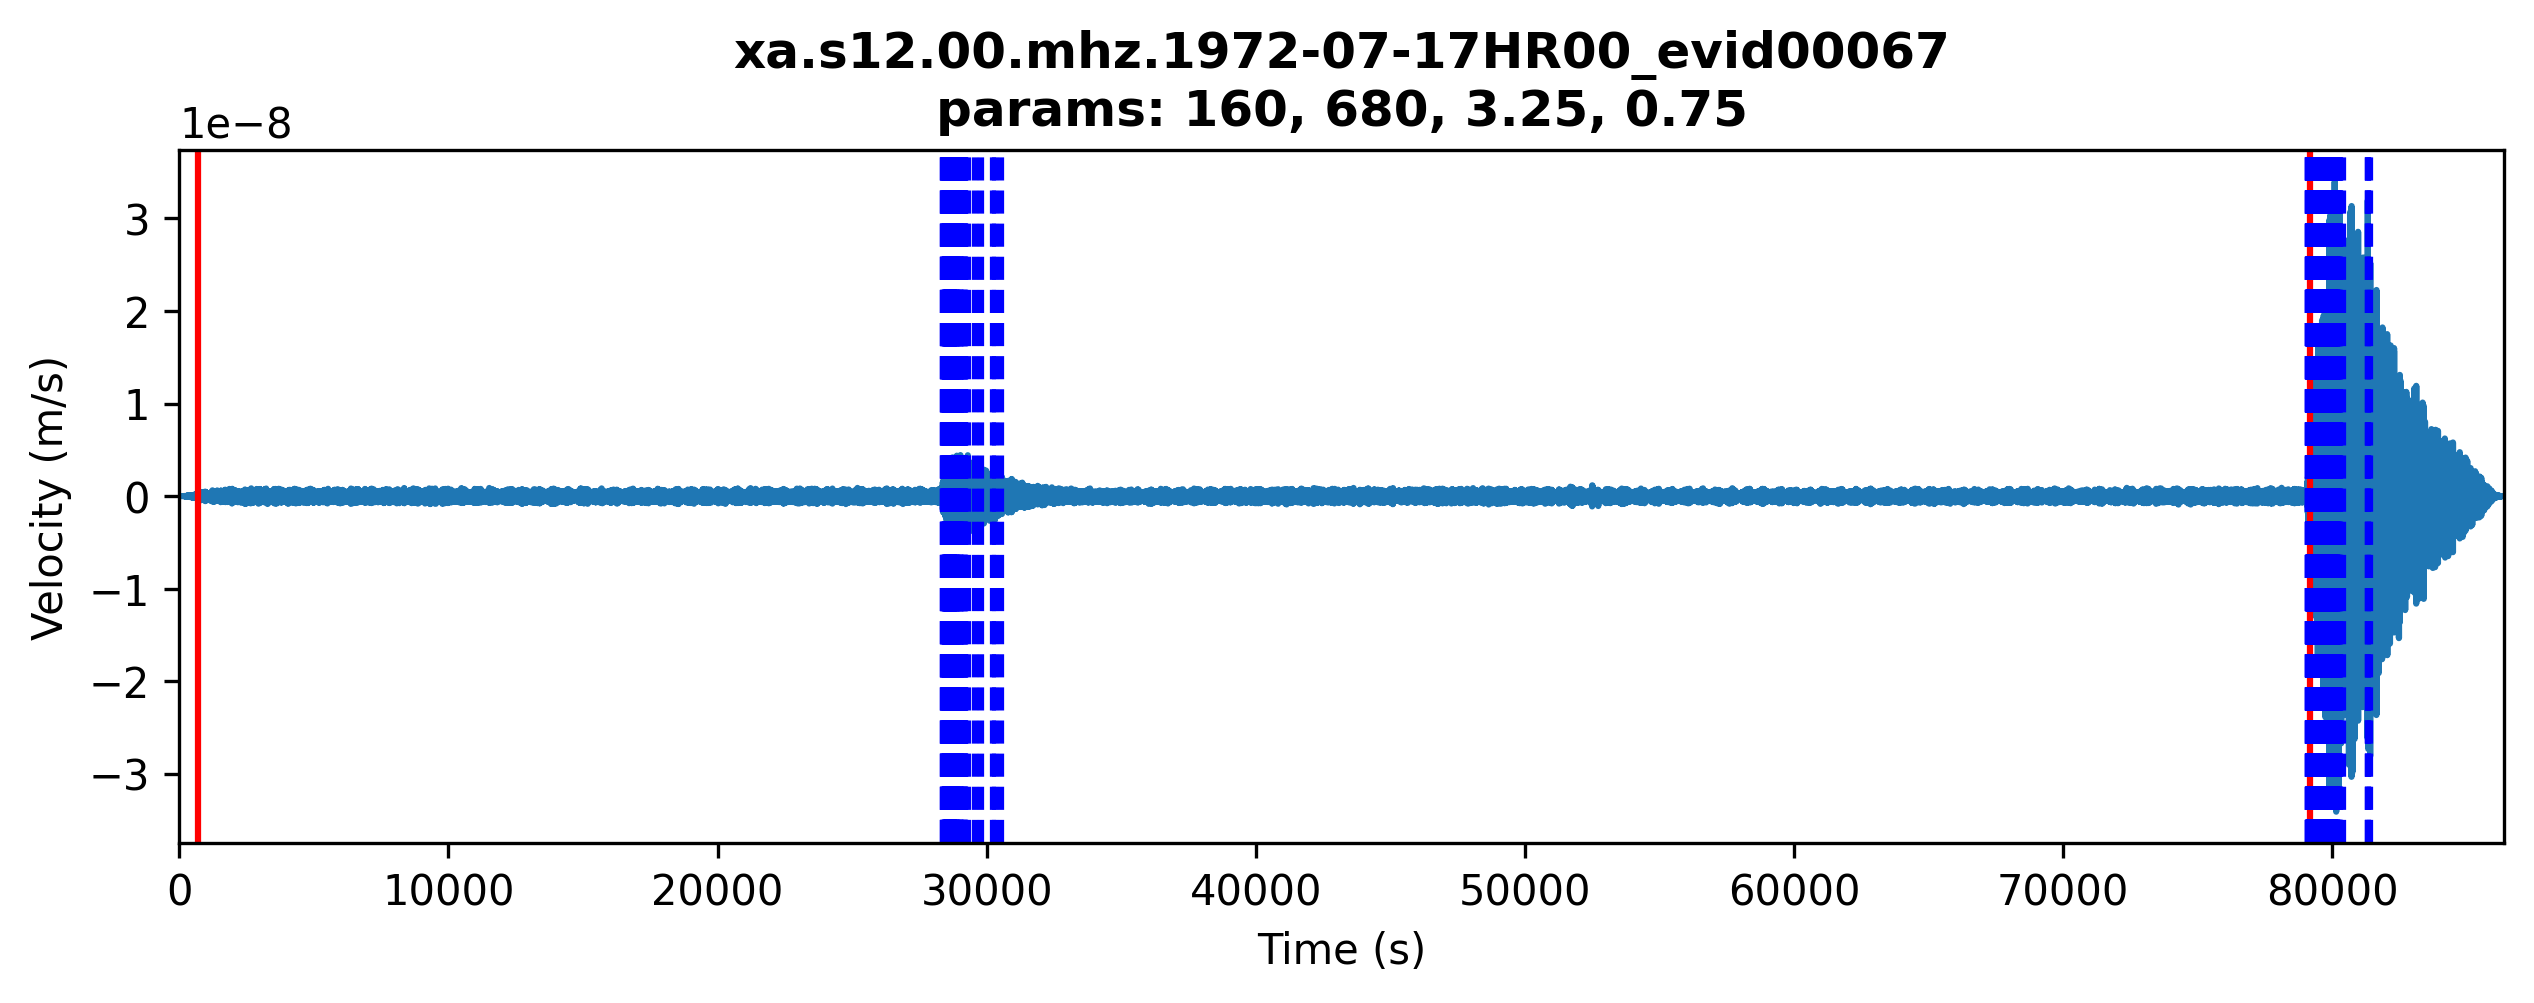 xa.s12.00.mhz.1972-07-17HR00_evid00067
params: 160, 680, 3.25, 0.75
1e−8
3
2
1
0
−1
−2
−3
Velocity (m/s)
0 10000 20000 30000 40000 50000 60000 70000 80000
Time (s)